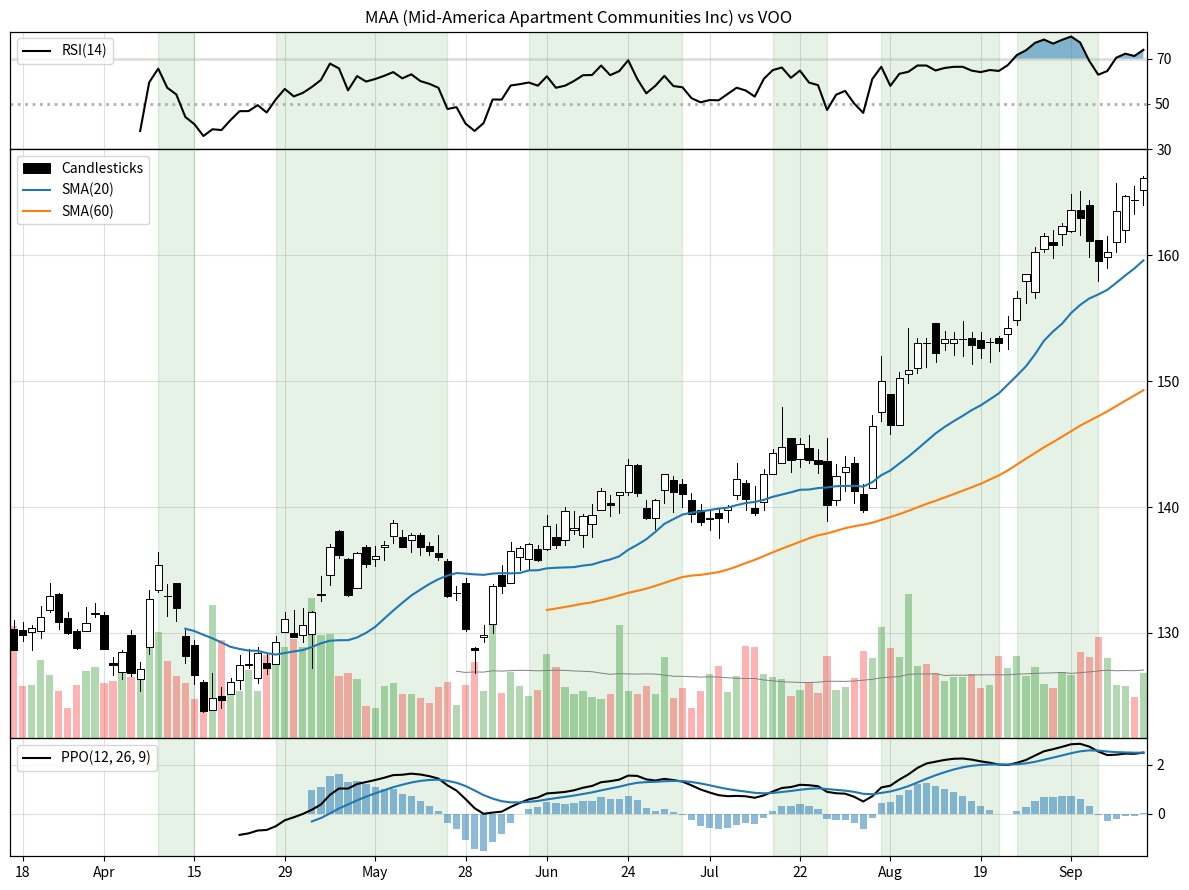 MAA (Mid-America Apartment Communities Inc) vs VOO
RSI(14)
70
50
30
Candlesticks
SMA(20)
SMA(60)
160
150
140
130
PPO(12, 26, 9)
2
0
18 Apr 15 29 May 28 Jun 24 Jul 22 Aug 19 Sep